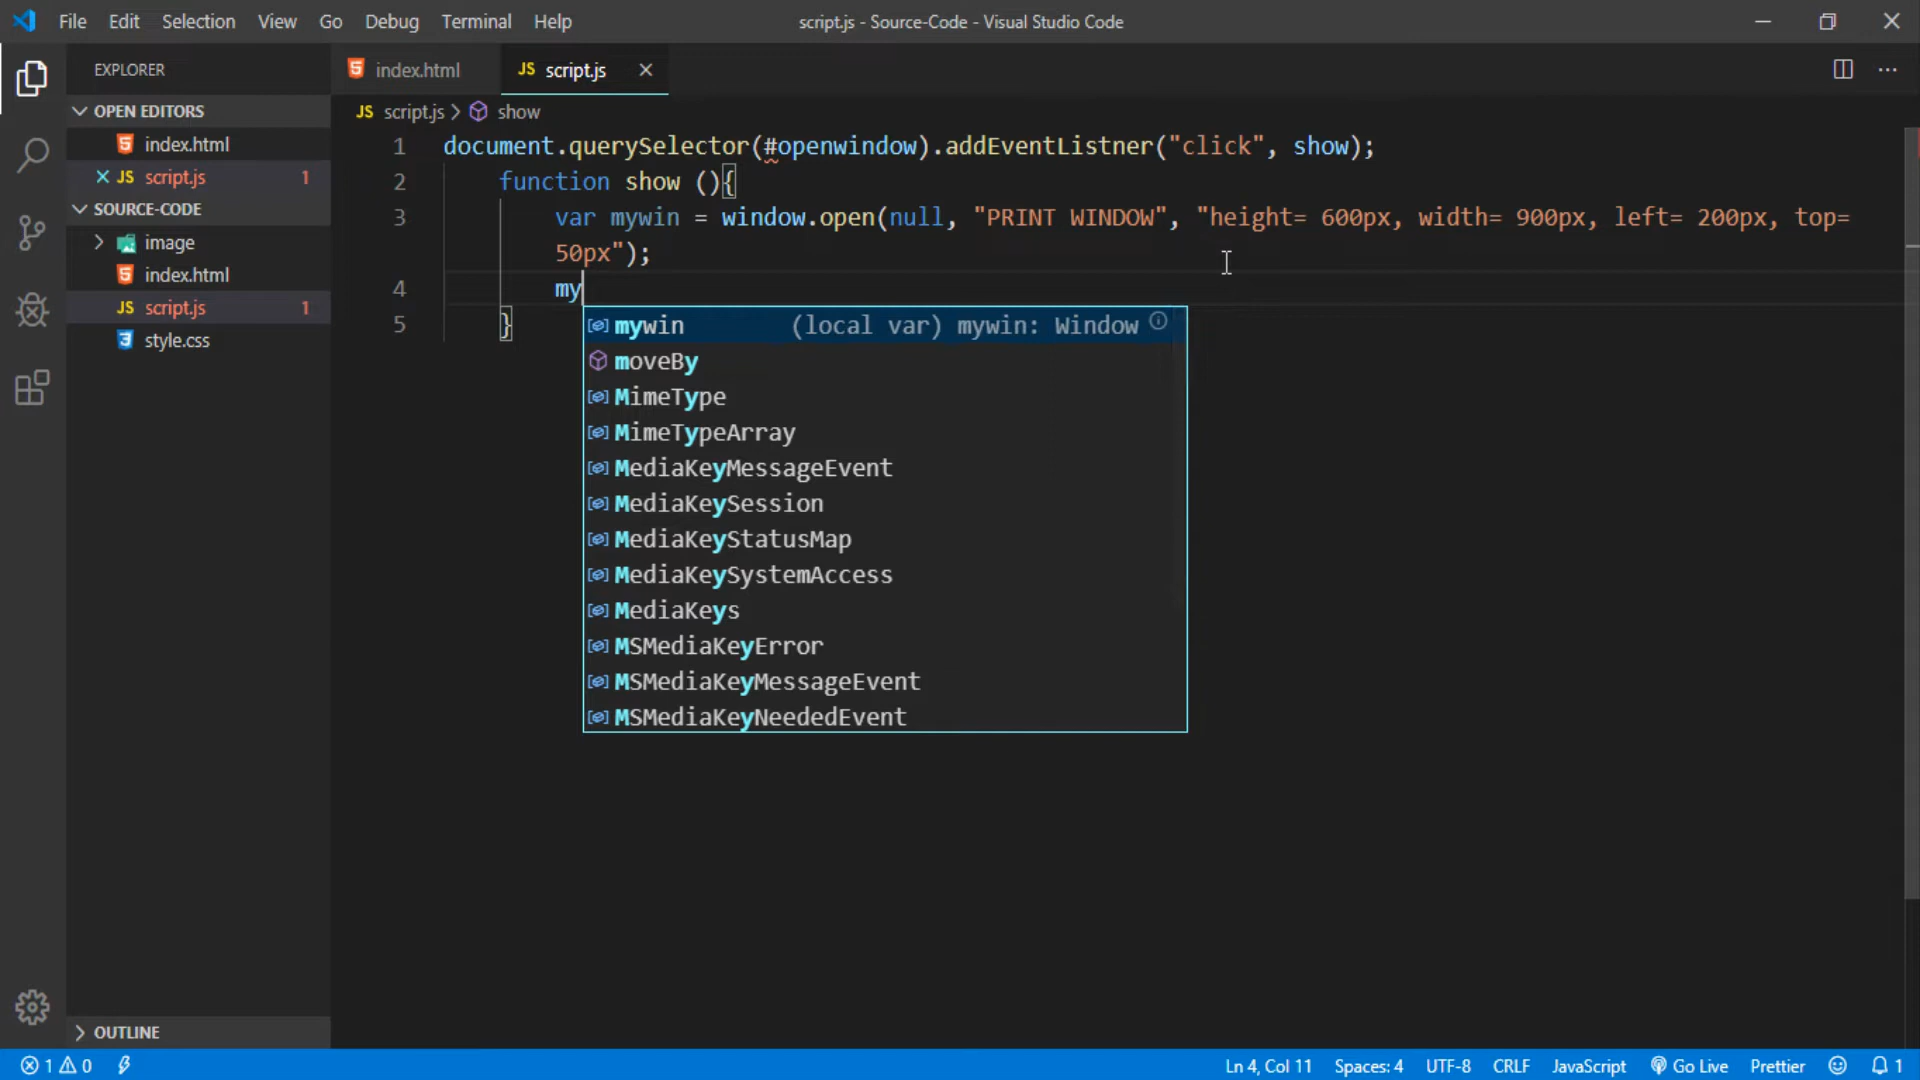 File Edit Selection View Go Debug Terminal Help script.js - Source-Code - Visual Studio Code
EXPLORER
index.html
JS script.js
OPEN EDITORS
index.html
JS script.js 1
SOURCE-CODE
image
index.html
JS script.js 1
style.css
OUTLINE
JS script.js > show
1 document.querySelector(#openwindow).addEventListner("click", show);
2 function show (){
3 var mywin = window.open(null, "PRINT WINDOW", "height= 600px, width= 900px, left= 200px, top=
50px");
4 my
5 }
mywin (local var) mywin: Window
moveBy
MimeType
MimeTypeArray
MediaKeyMessageEvent
MediaKeySession
MediaKeyStatusMap
MediaKeySystemAccess
MediaKeys
MSMediaKeyError
MSMediaKeyMessageEvent
MSMediaKeyNeededEvent
1 0 Ln 4, Col 11 Spaces: 4 UTF-8 CRLF JavaScript Go Live Prettier 1